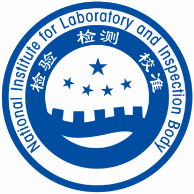 National Institute for Laboratory and Inspection Body
检验 检测 校准